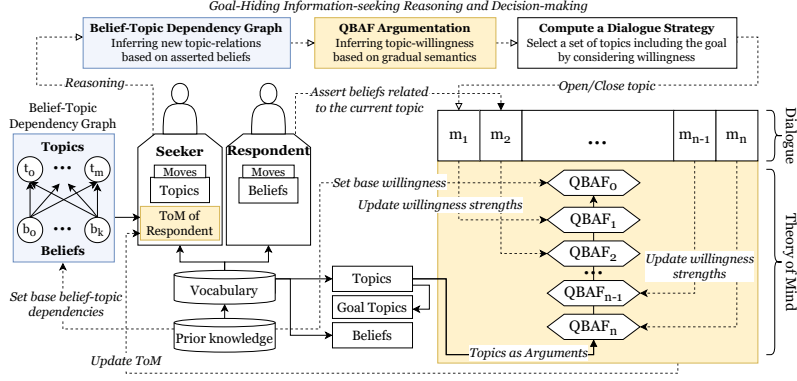 Goal-Hiding Information-seeking Reasoning and Decision-making
Belief-Topic Dependency Graph
Inferring new topic-relations
based on asserted beliefs
QBAF Argumentation
Inferring topic-willingness
based on gradual semantics
Compute a Dialogue Strategy
Select a set of topics including the goal
by considering willingness
Reasoning
Assert beliefs related
to the current topic
Open/Close topic
Belief-Topic
Dependency Graph
Topics
t0 ... tm
b0 ... bk
Beliefs
Seeker
Moves
Topics
ToM of
Respondent
Respondent
Moves
Beliefs
m1 m2 ... mn-1 mn
Dialogue
Set base willingness
Update willingness strengths
QBAF0
QBAF1
QBAF2
...
QBAFn-1
QBAFn
Update willingness
strengths
Theory of Mind
Set base belief-topic
dependencies
Vocabulary
Prior knowledge
Topics
Goal Topics
Beliefs
Topics as Arguments
Update ToM